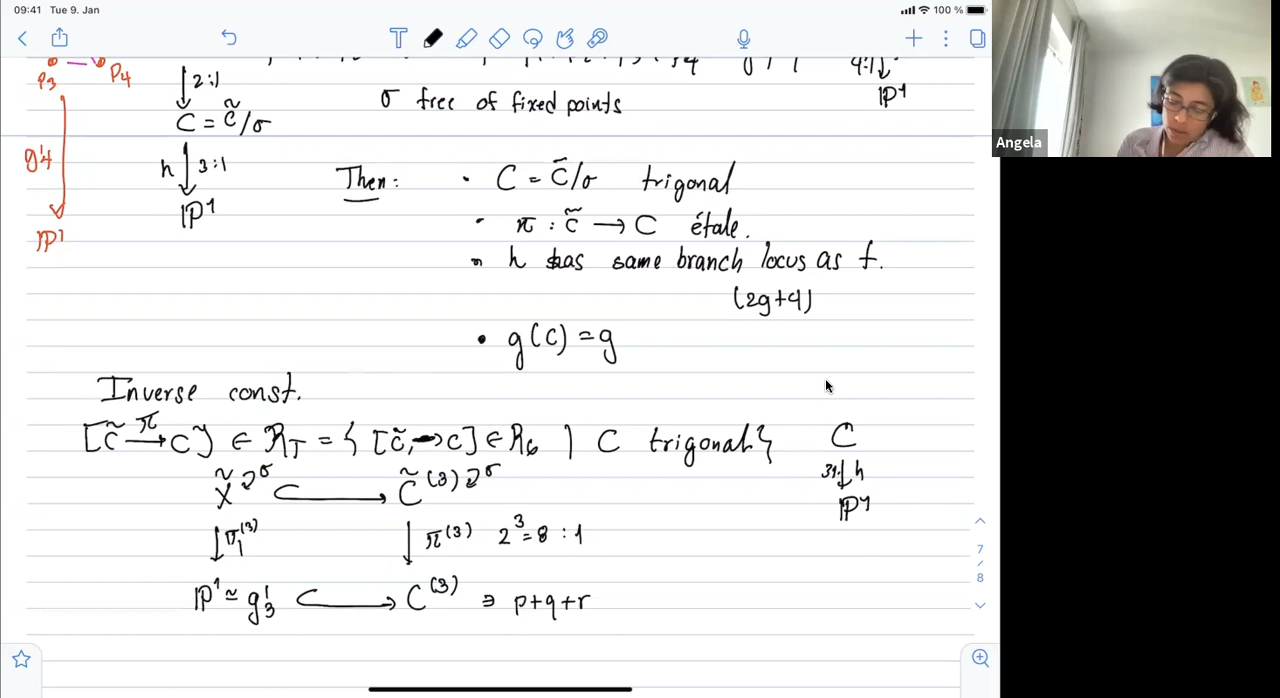 09:41 Tue 9. Jan 100 %
P3 P4
2:1
4:1
ℙ¹
σ free of fixed points
C = C̃/σ
g¹4
h 3:1
Then: • C = C̄/σ trigonal
ℙ¹
• π : c̃ → C étale.
ℙ¹
• h has same branch locus as f.
(2g+4)
• g(C) = g
Inverse const.
[C̃ →π C] ∈ R_T = { [c̃, → c] ∈ R_G | C trigonal }
C
3:1 h
ℙ¹
X̃ σ ⊂→ C̃^(3) σ
π₁^(3) π^(3) 2³=8 : 1
ℙ¹ ≃ g¹₃ ⊂→ C^(3) ∋ p+q+r
7
/
8
Angela